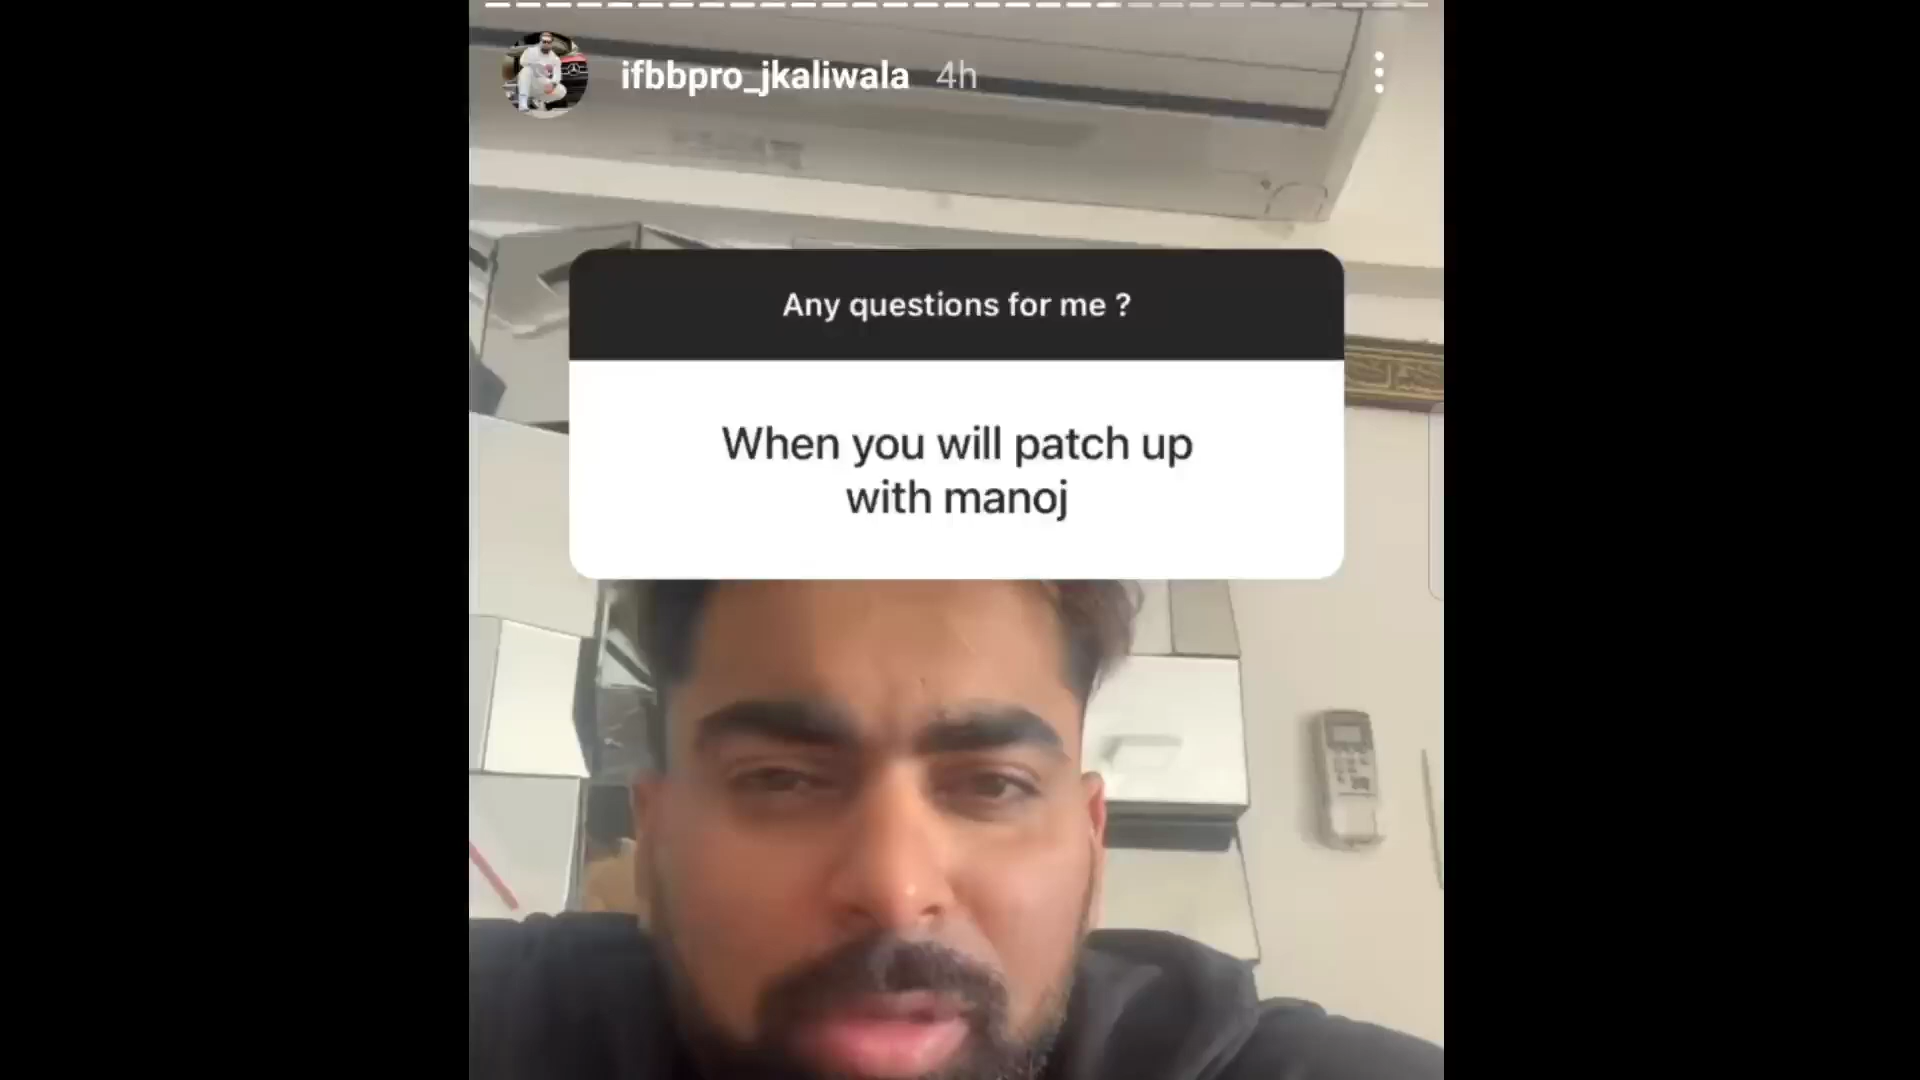 ifbbpro_jkaliwala 4h
Any questions for me ?
When you will patch up
with manoj